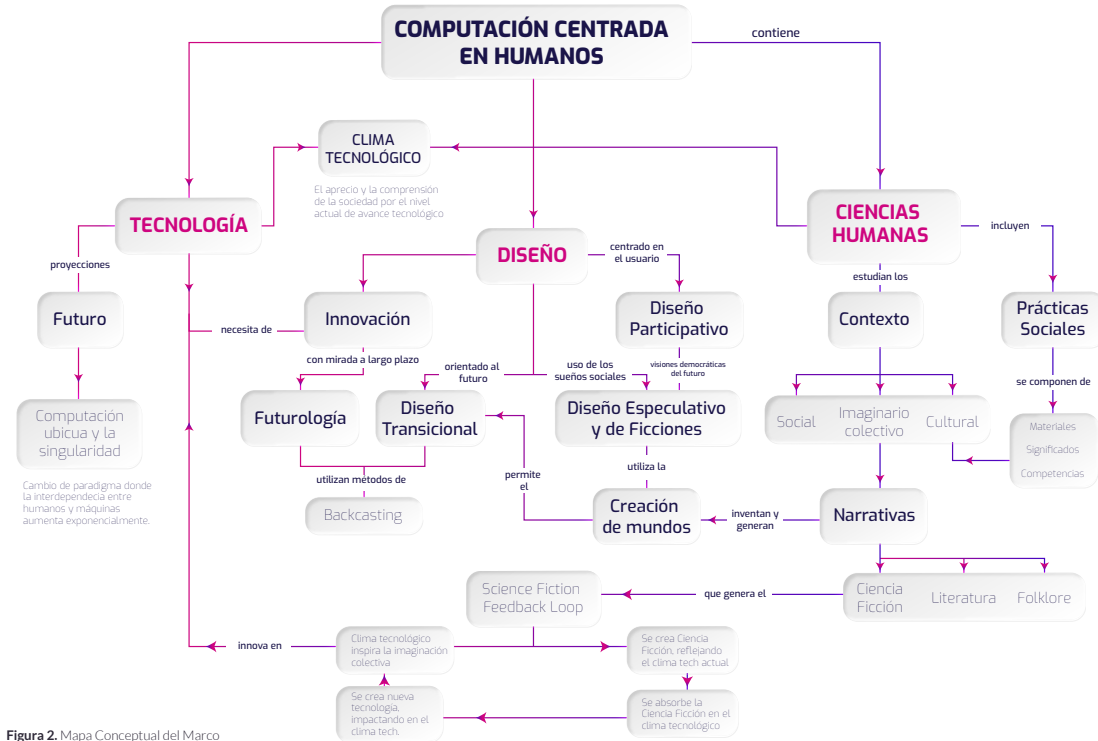 COMPUTACIÓN CENTRADA
EN HUMANOS
contiene
CLIMA
TECNOLÓGICO
El aprecio y la comprensión
de la sociedad por el nivel
actual de avance tecnológico
TECNOLOGÍA
CIENCIAS
HUMANAS
incluyen
DISEÑO
centrado en
el usuario
proyecciones
estudian los
Futuro
necesita de
Innovación
Diseño
Participativo
Contexto
Prácticas
Sociales
con mirada a largo plazo
orientado al
futuro
uso de los
sueños sociales
visiones democráticas
del futuro
se componen de
Computación
ubicua y la
singularidad
Futurología
Diseño
Transicional
Diseño Especulativo
y de Ficciones
Social
Imaginario
colectivo
Cultural
Materiales
Significados
Competencias
Cambio de paradigma donde
la interdependecia entre
humanos y máquinas
aumenta exponencialmente.
utilizan métodos de
permite
el
utiliza la
Backcasting
Creación
de mundos
inventan y
generan
Narrativas
Science Fiction
Feedback Loop
que genera el
Ciencia
Ficción
Literatura
Folklore
innova en
Clima tecnológico
inspira la imaginación
colectiva
Se crea Ciencia
Ficción, reflejando
el clima tech actual
Se crea nueva
tecnología,
impactando en el
clima tech.
Se absorbe la
Ciencia Ficción en el
clima tecnológico
Figura 2. Mapa Conceptual del Marco